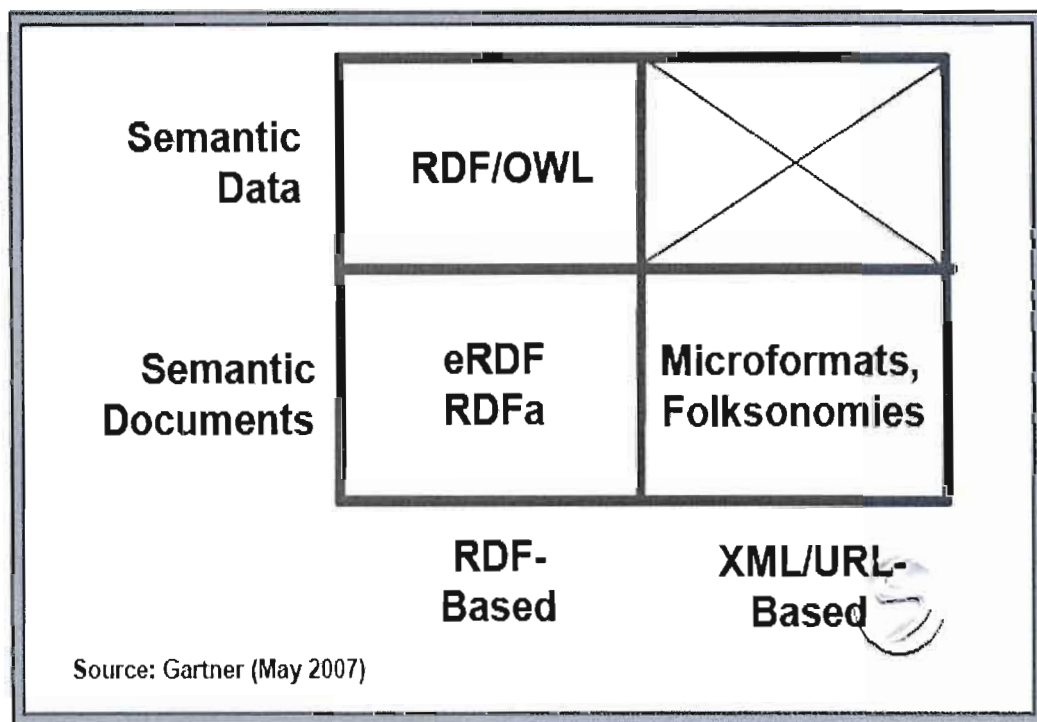 Semantic
Data
RDF/OWL
Semantic
Documents
eRDF
RDFa
Microformats,
Folksonomies
RDF-
Based
XML/URL-
Based
Source: Gartner (May 2007)